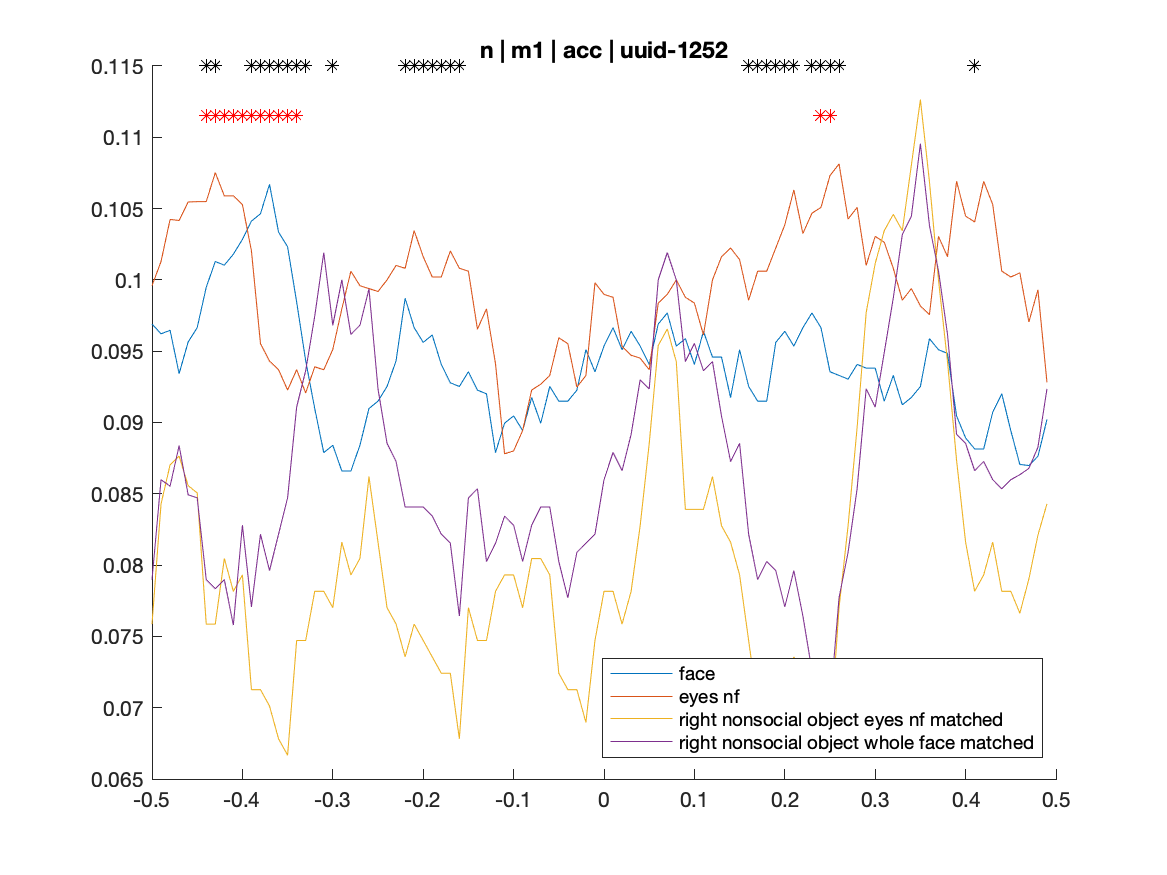 n | m1 | acc | uuid-1252
0.115
0.11
0.105
0.1
0.095
0.09
0.085
0.08
0.075
0.07
0.065
face
eyes nf
right nonsocial object eyes nf matched
right nonsocial object whole face matched
-0.5 -0.4 -0.3 -0.2 -0.1 0 0.1 0.2 0.3 0.4 0.5